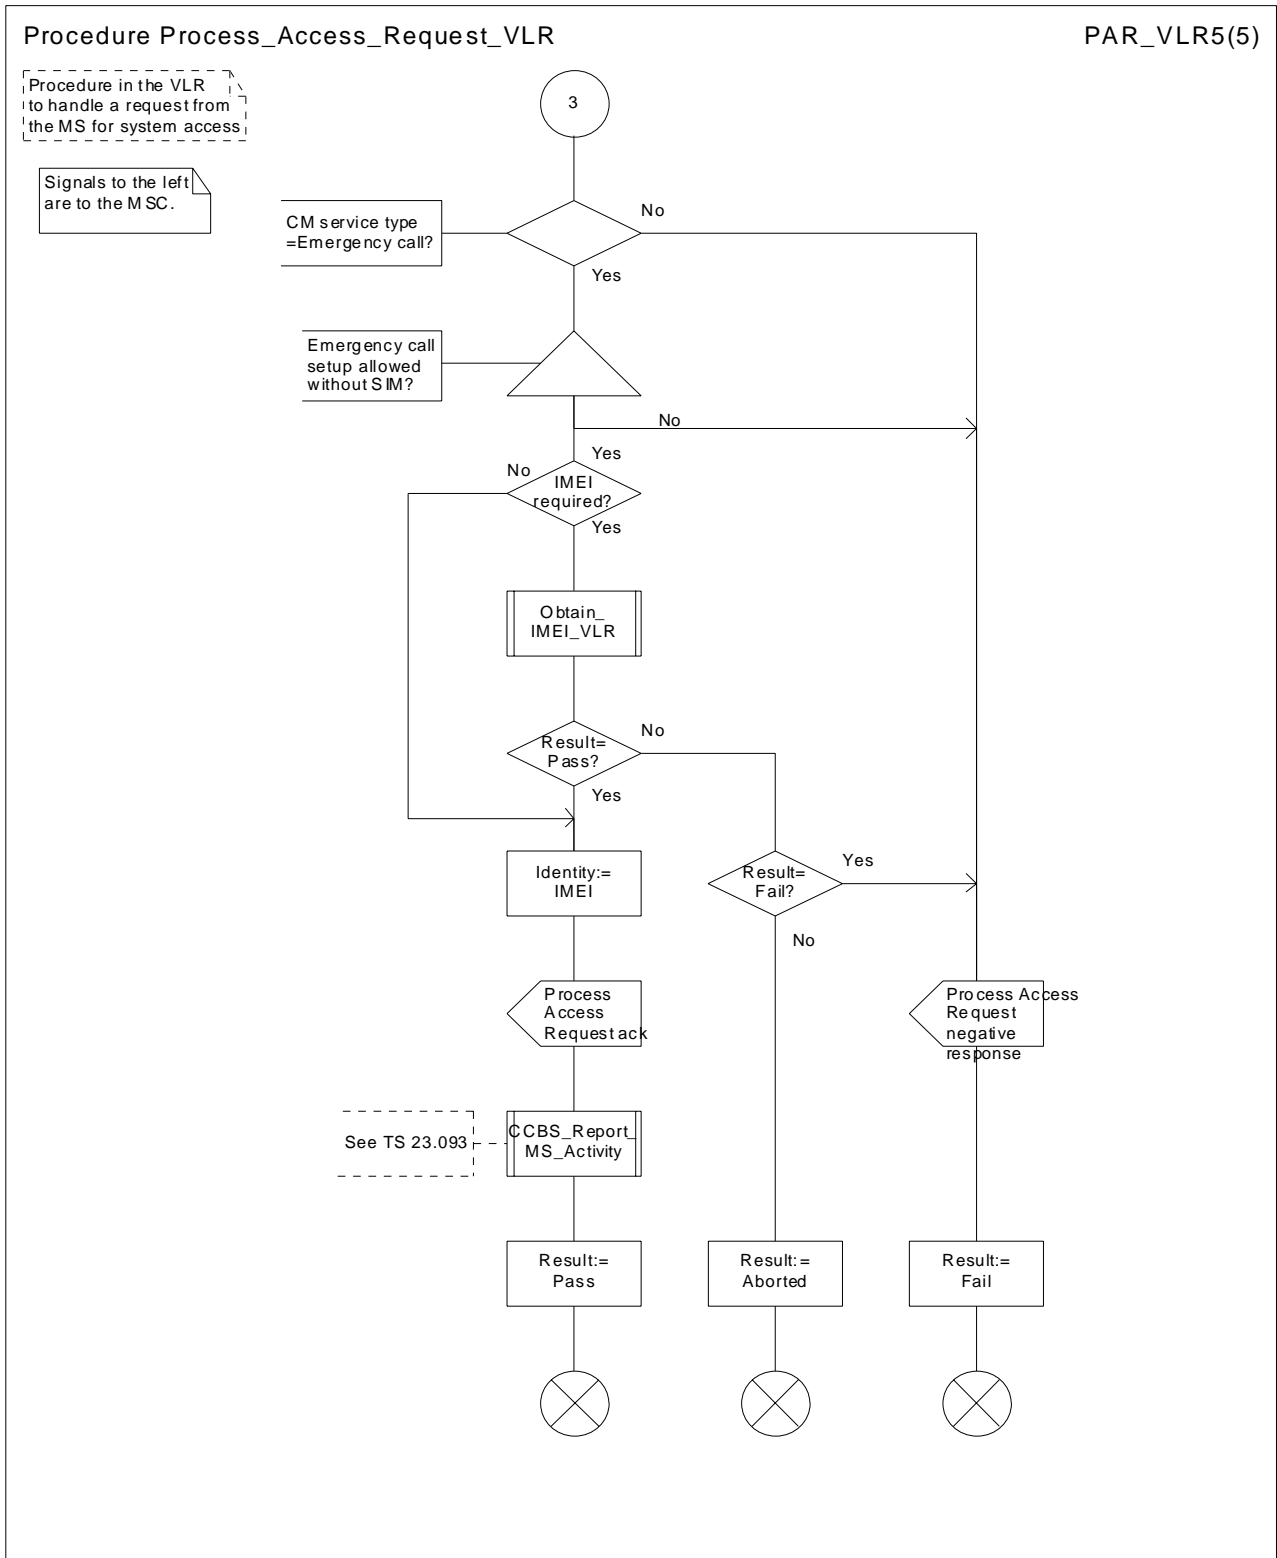 Procedure Process_Access_Request_VLR
PAR_VLR5(5)
Procedure in the VLR
to handle a request from
the MS for system access
Signals to the left
are to the MSC.
3
CM service type
=Emergency call?
No
Yes
Emergency call
setup allowed
without SIM?
No
Yes
No
IMEI
required?
Yes
Obtain_
IMEI_VLR
Result=
Pass?
No
Yes
Identity:=
IMEI
Result=
Fail?
Yes
No
Process
Access
Request ack
Process Access
Request
negative
response
See TS 23.093
CCBS_Report_
MS_Activity
Result:=
Pass
Result:=
Aborted
Result:=
Fail